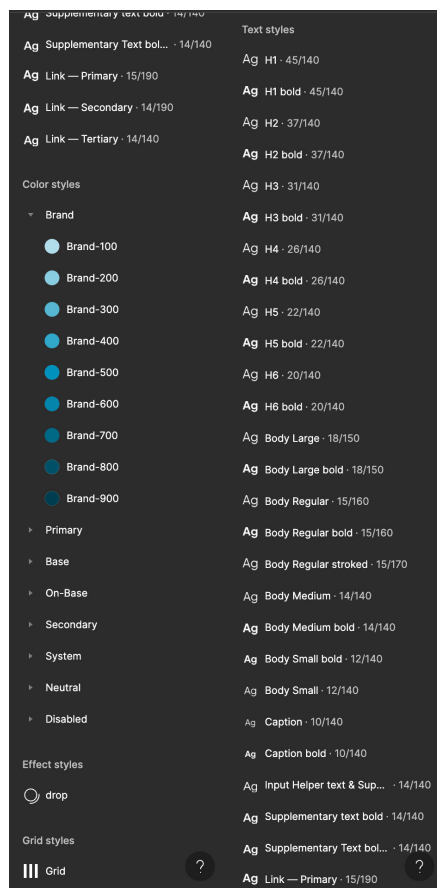 Ag Supplementary text bold · 14/140
Ag Supplementary Text bol... · 14/140
Ag Link — Primary · 15/190
Ag Link — Secondary · 14/190
Ag Link — Tertiary · 14/140
Color styles
Brand
Brand-100
Brand-200
Brand-300
Brand-400
Brand-500
Brand-600
Brand-700
Brand-800
Brand-900
Primary
Base
On-Base
Secondary
System
Neutral
Disabled
Effect styles
drop
Grid styles
Grid
?
Text styles
Ag H1 · 45/140
Ag H1 bold · 45/140
Ag H2 · 37/140
Ag H2 bold · 37/140
Ag H3 · 31/140
Ag H3 bold · 31/140
Ag H4 · 26/140
Ag H4 bold · 26/140
Ag H5 · 22/140
Ag H5 bold · 22/140
Ag H6 · 20/140
Ag H6 bold · 20/140
Ag Body Large · 18/150
Ag Body Large bold · 18/150
Ag Body Regular · 15/160
Ag Body Regular bold · 15/160
Ag Body Regular stroked · 15/170
Ag Body Medium · 14/140
Ag Body Medium bold · 14/140
Ag Body Small bold · 12/140
Ag Body Small · 12/140
Ag Caption · 10/140
Ag Caption bold · 10/140
Ag Input Helper text & Sup... · 14/140
Ag Supplementary text bold · 14/140
Ag Supplementary Text bol... · 14/140
Ag Link — Primary · 15/190
?